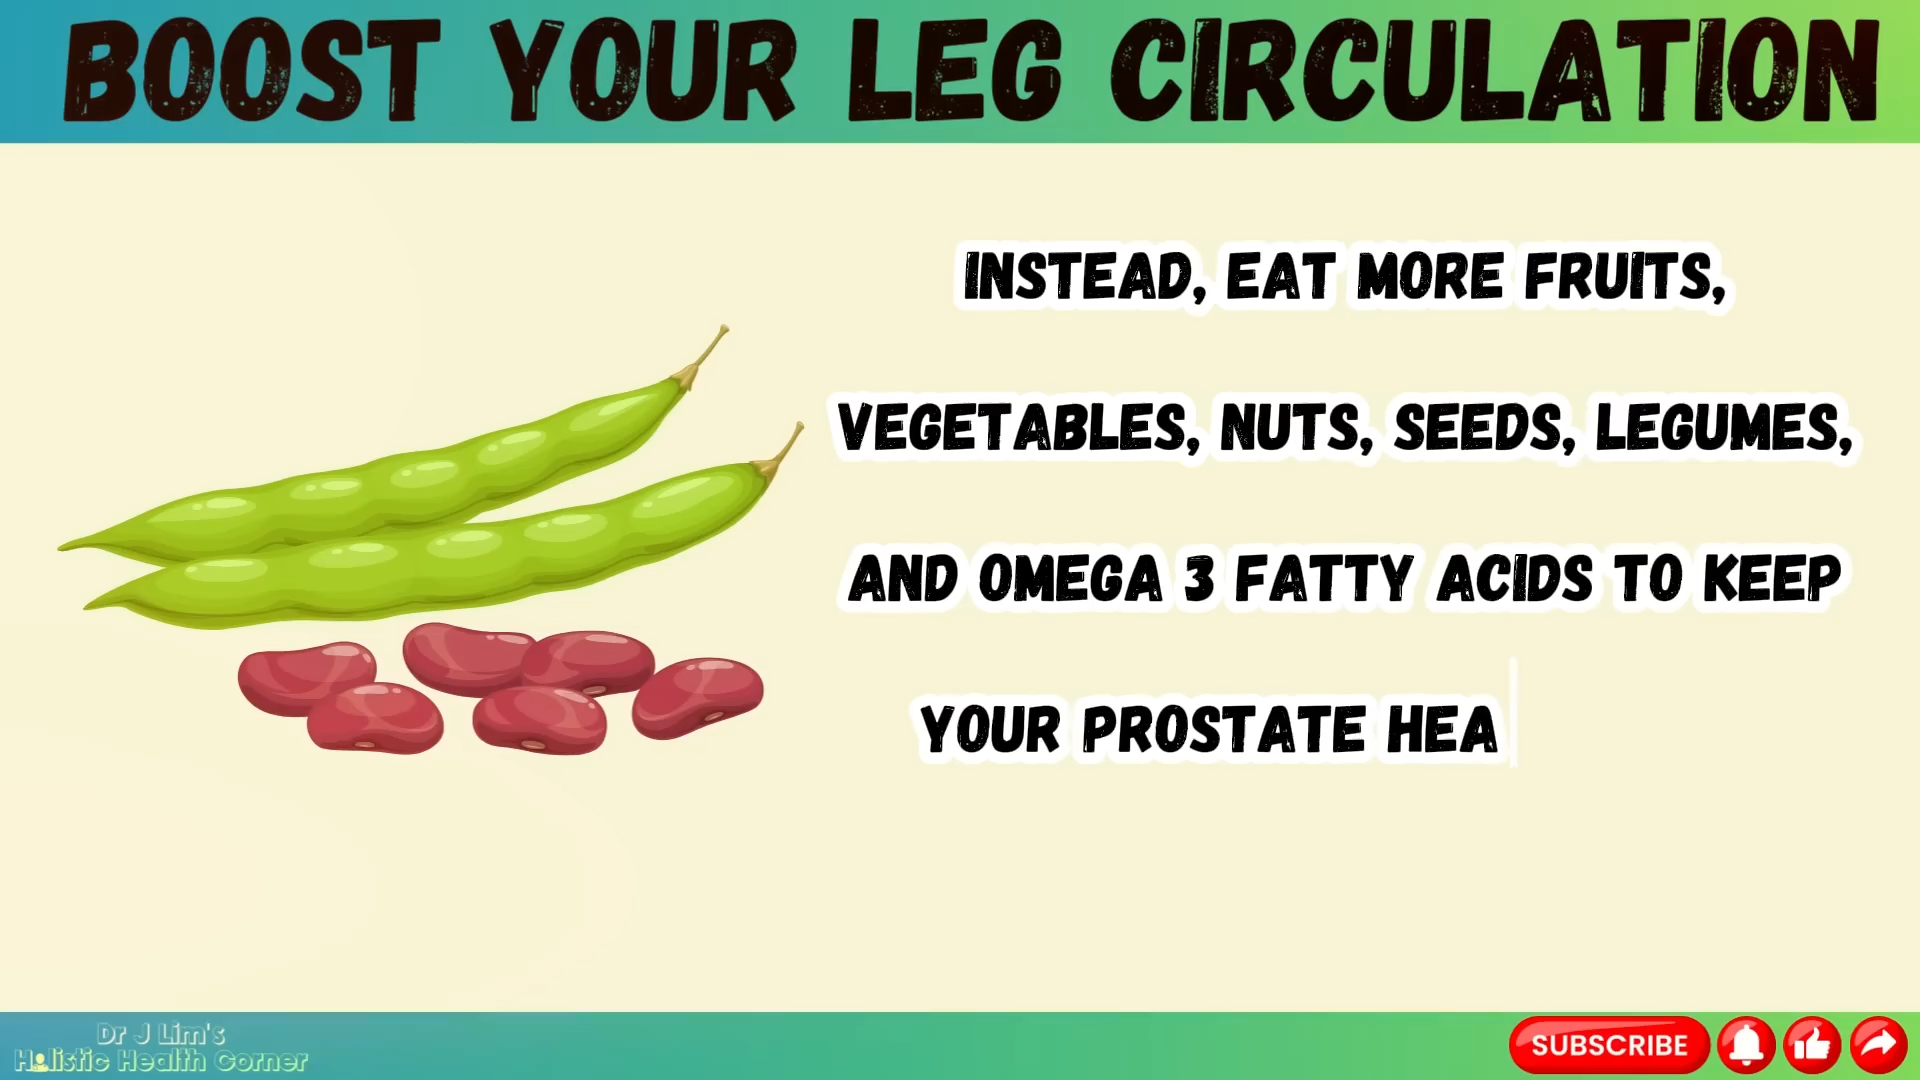 BOOST YOUR LEG CIRCULATION
INSTEAD, EAT MORE FRUITS,
VEGETABLES, NUTS, SEEDS, LEGUMES,
AND OMEGA 3 FATTY ACIDS TO KEEP
YOUR PROSTATE HEA
Dr J Lim's
Holistic Health Corner
SUBSCRIBE